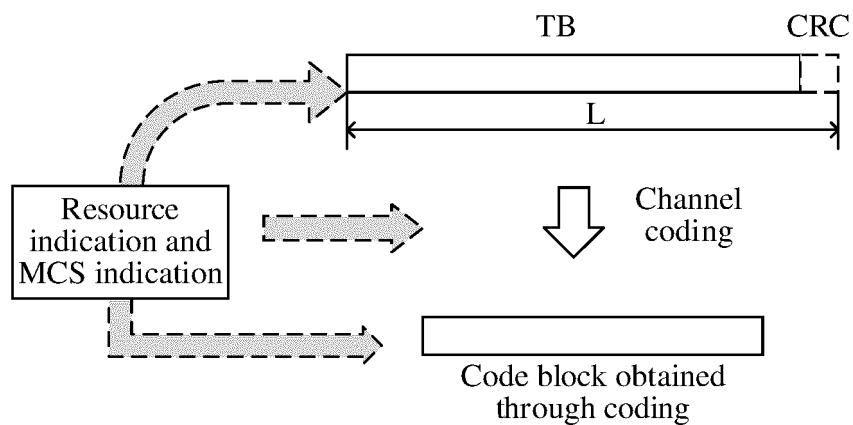 TB
CRC
L
Resource
indication and
MCS indication
Channel
coding
Code block obtained
through coding